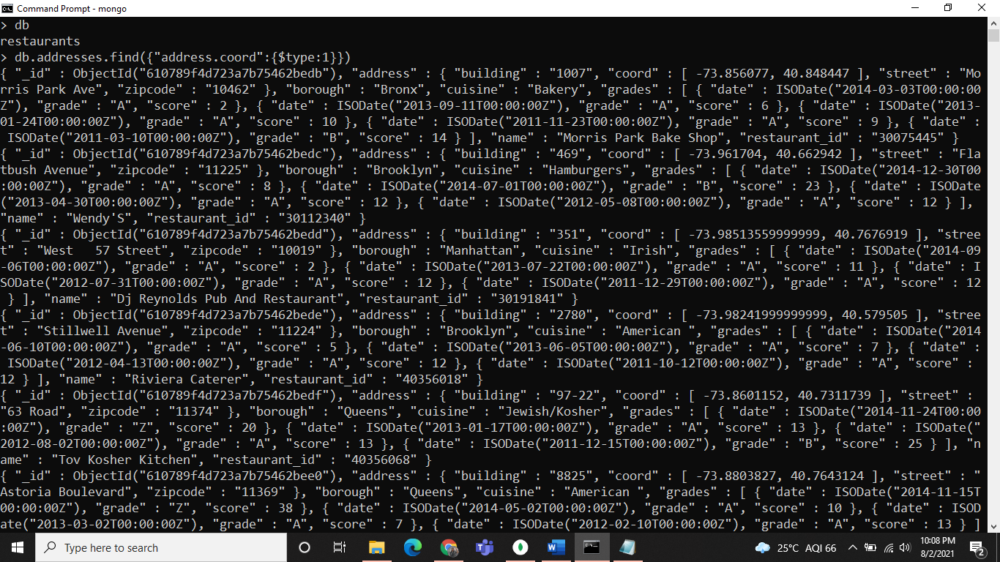 Command Prompt - mongo
> db
restaurants
> db.addresses.find({"address.coord":{$type:1}})
{ "_id" : ObjectId("610789f4d723a7b75462bedb"), "address" : { "building" : "1007", "coord" : [ -73.856077, 40.848447 ], "street" : "Mo
rris Park Ave", "zipcode" : "10462" }, "borough" : "Bronx", "cuisine" : "Bakery", "grades" : [ { "date" : ISODate("2014-03-03T00:00:00
Z"), "grade" : "A", "score" : 2 }, { "date" : ISODate("2013-09-11T00:00:00Z"), "grade" : "A", "score" : 6 }, { "date" : ISODate("2013-
01-24T00:00:00Z"), "grade" : "A", "score" : 10 }, { "date" : ISODate("2011-11-23T00:00:00Z"), "grade" : "A", "score" : 9 }, { "date" :
 ISODate("2011-03-10T00:00:00Z"), "grade" : "B", "score" : 14 } ], "name" : "Morris Park Bake Shop", "restaurant_id" : "30075445" }
{ "_id" : ObjectId("610789f4d723a7b75462bedc"), "address" : { "building" : "469", "coord" : [ -73.961704, 40.662942 ], "street" : "Fla
tbush Avenue", "zipcode" : "11225" }, "borough" : "Brooklyn", "cuisine" : "Hamburgers", "grades" : [ { "date" : ISODate("2014-12-30T00
:00:00Z"), "grade" : "A", "score" : 8 }, { "date" : ISODate("2014-07-01T00:00:00Z"), "grade" : "B", "score" : 23 }, { "date" : ISODate
("2013-04-30T00:00:00Z"), "grade" : "A", "score" : 12 }, { "date" : ISODate("2012-05-08T00:00:00Z"), "grade" : "A", "score" : 12 } ],
"name" : "Wendy'S", "restaurant_id" : "30112340" }
{ "_id" : ObjectId("610789f4d723a7b75462bedd"), "address" : { "building" : "351", "coord" : [ -73.98513559999999, 40.7676919 ], "stree
t" : "West   57 Street", "zipcode" : "10019" }, "borough" : "Manhattan", "cuisine" : "Irish", "grades" : [ { "date" : ISODate("2014-09
-06T00:00:00Z"), "grade" : "A", "score" : 2 }, { "date" : ISODate("2013-07-22T00:00:00Z"), "grade" : "A", "score" : 11 }, { "date" : I
SODate("2012-07-31T00:00:00Z"), "grade" : "A", "score" : 12 }, { "date" : ISODate("2011-12-29T00:00:00Z"), "grade" : "A", "score" : 12
 } ], "name" : "Dj Reynolds Pub And Restaurant", "restaurant_id" : "30191841" }
{ "_id" : ObjectId("610789f4d723a7b75462bede"), "address" : { "building" : "2780", "coord" : [ -73.98241999999999, 40.579505 ], "stree
t" : "Stillwell Avenue", "zipcode" : "11224" }, "borough" : "Brooklyn", "cuisine" : "American ", "grades" : [ { "date" : ISODate("2014
-06-10T00:00:00Z"), "grade" : "A", "score" : 5 }, { "date" : ISODate("2013-06-05T00:00:00Z"), "grade" : "A", "score" : 7 }, { "date" :
 ISODate("2012-04-13T00:00:00Z"), "grade" : "A", "score" : 12 }, { "date" : ISODate("2011-10-12T00:00:00Z"), "grade" : "A", "score" :
12 } ], "name" : "Riviera Caterer", "restaurant_id" : "40356018" }
{ "_id" : ObjectId("610789f4d723a7b75462bedf"), "address" : { "building" : "97-22", "coord" : [ -73.8601152, 40.7311739 ], "street" :
"63 Road", "zipcode" : "11374" }, "borough" : "Queens", "cuisine" : "Jewish/Kosher", "grades" : [ { "date" : ISODate("2014-11-24T00:00
:00Z"), "grade" : "Z", "score" : 20 }, { "date" : ISODate("2013-01-17T00:00:00Z"), "grade" : "A", "score" : 13 }, { "date" : ISODate("
2012-08-02T00:00:00Z"), "grade" : "A", "score" : 13 }, { "date" : ISODate("2011-12-15T00:00:00Z"), "grade" : "B", "score" : 25 } ], "n
ame" : "Tov Kosher Kitchen", "restaurant_id" : "40356068" }
{ "_id" : ObjectId("610789f4d723a7b75462bee0"), "address" : { "building" : "8825", "coord" : [ -73.8803827, 40.7643124 ], "street" : "
Astoria Boulevard", "zipcode" : "11369" }, "borough" : "Queens", "cuisine" : "American ", "grades" : [ { "date" : ISODate("2014-11-15T
00:00:00Z"), "grade" : "Z", "score" : 38 }, { "date" : ISODate("2014-05-02T00:00:00Z"), "grade" : "A", "score" : 10 }, { "date" : ISOD
ate("2013-03-02T00:00:00Z"), "grade" : "A", "score" : 7 }, { "date" : ISODate("2012-02-10T00:00:00Z"), "grade" : "A", "score" : 13 } ]
Type here to search
25°C AQI 66
10:08 PM
8/2/2021
2